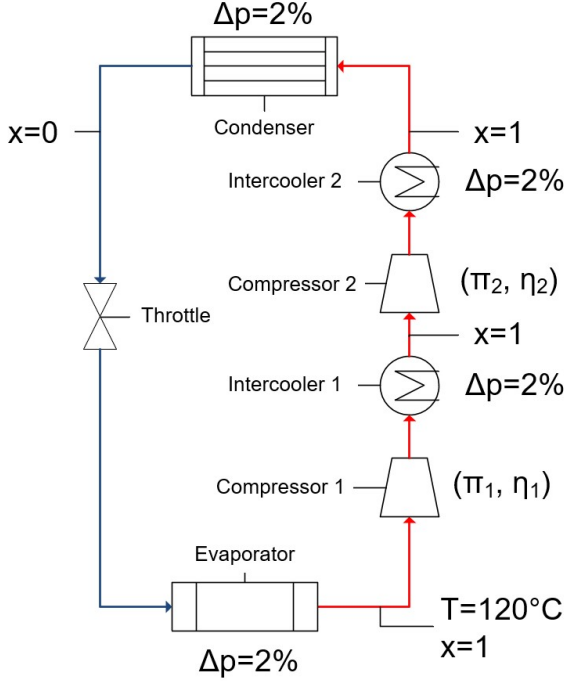 Δp=2%
Condenser
x=0
x=1
Intercooler 2
Δp=2%
Compressor 2
(π₂, η₂)
Throttle
x=1
Intercooler 1
Δp=2%
Compressor 1
(π₁, η₁)
Evaporator
T=120°C
x=1
Δp=2%